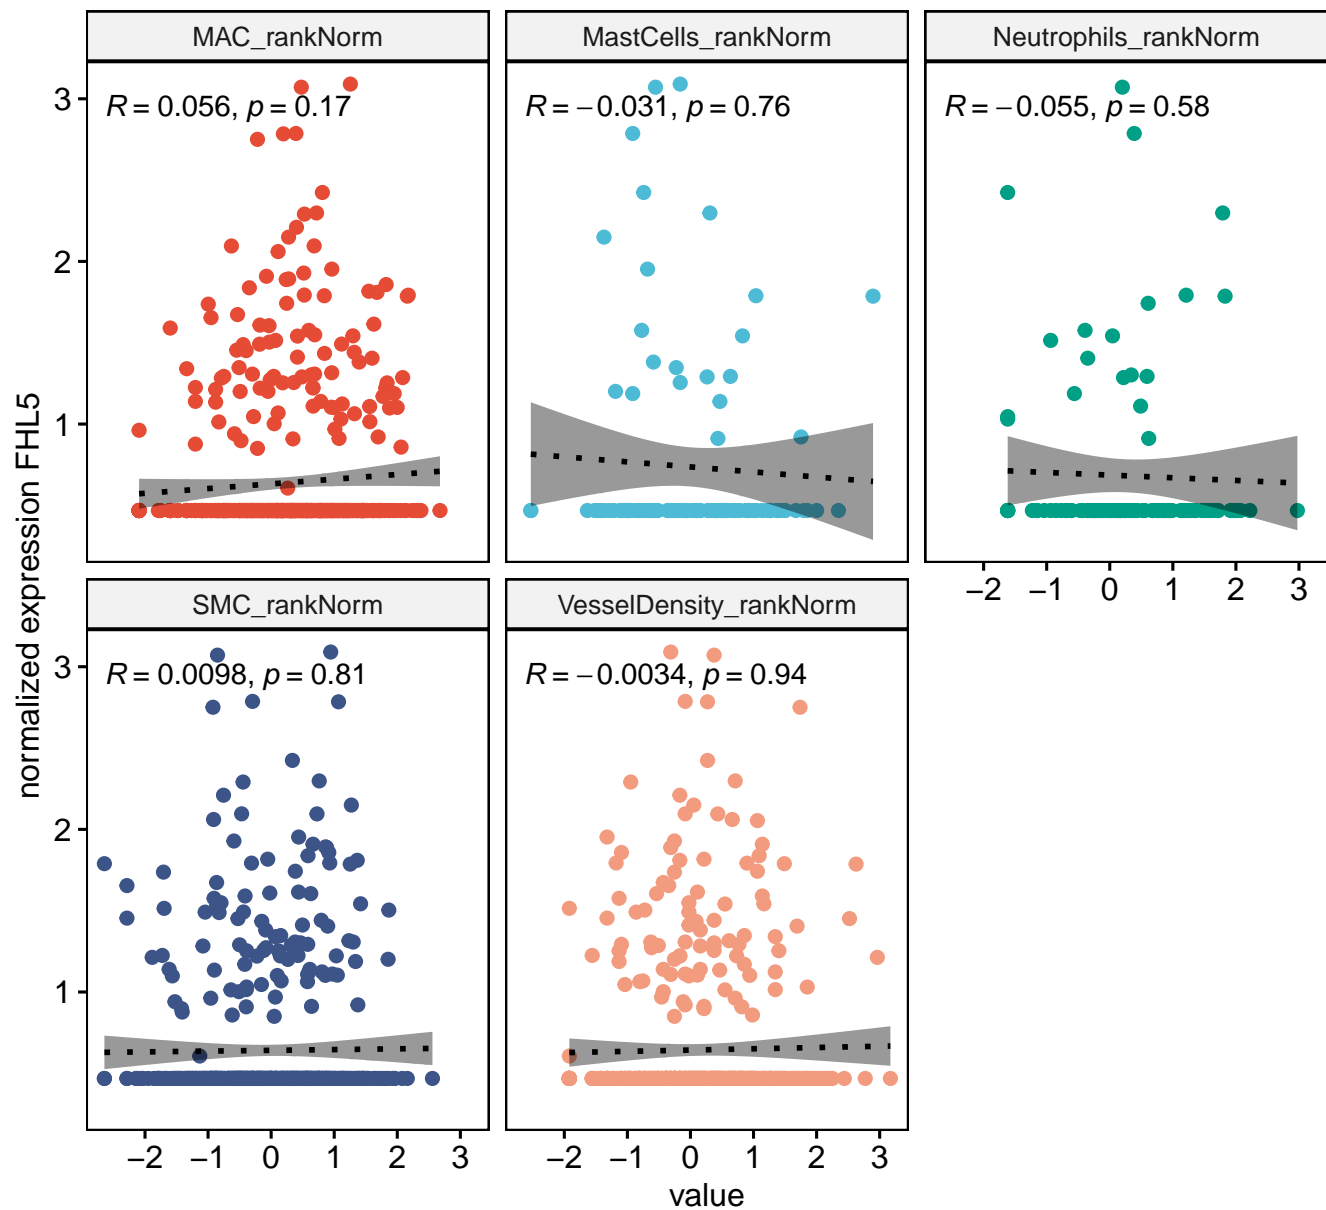 MAC_rankNorm
MastCells_rankNorm
Neutrophils_rankNorm
R = 0.056, p = 0.17
R = −0.031, p = 0.76
R = −0.055, p = 0.58
3
2
1
−2 −1 0 1 2 3
SMC_rankNorm
VesselDensity_rankNorm
R = 0.0098, p = 0.81
R = −0.0034, p = 0.94
3
2
1
−2 −1 0 1 2 3
−2 −1 0 1 2 3
value
normalized expression FHL5